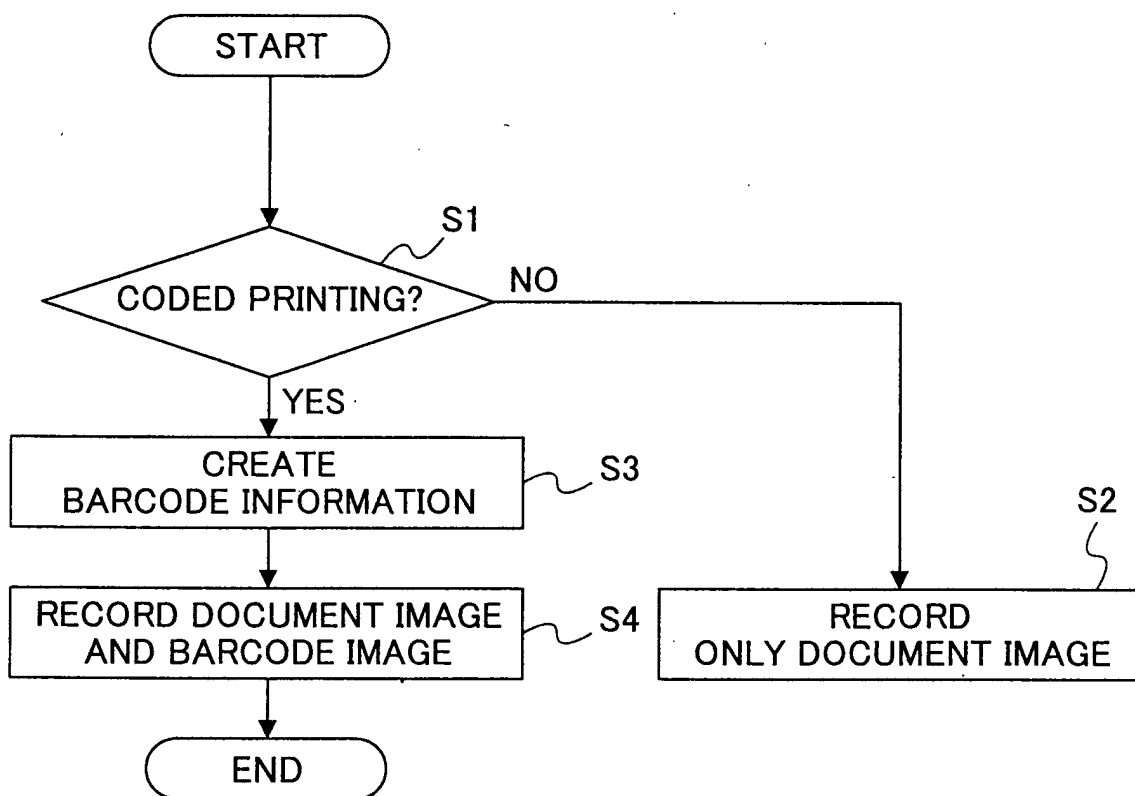 START
S1
CODED PRINTING?
NO
YES
CREATE
BARCODE INFORMATION
S3
S2
RECORD DOCUMENT IMAGE
AND BARCODE IMAGE
S4
RECORD
ONLY DOCUMENT IMAGE
END